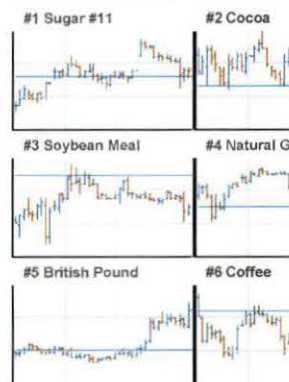 #1 Sugar #11
#2 Cocoa
#3 Soybean Meal
#4 Natural G
#5 British Pound
#6 Coffee